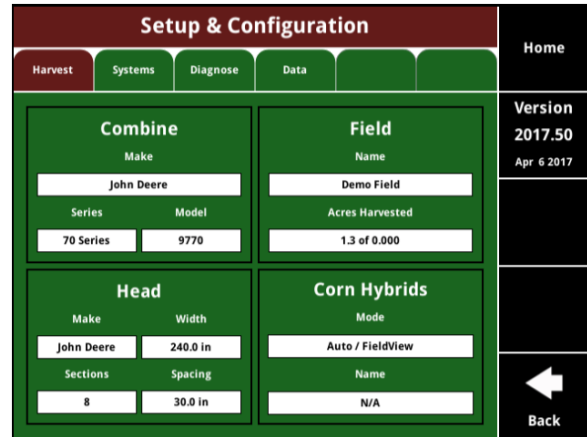 Setup & Configuration
Home
Harvest
Systems
Diagnose
Data
Version
2017.50
Apr 6 2017
Combine
Make
John Deere
Series Model
70 Series 9770
Field
Name
Demo Field
Acres Harvested
1.3 of 0.000
Head
Make Width
John Deere 240.0 in
Sections Spacing
8 30.0 in
Corn Hybrids
Mode
Auto / FieldView
Name
N/A
Back